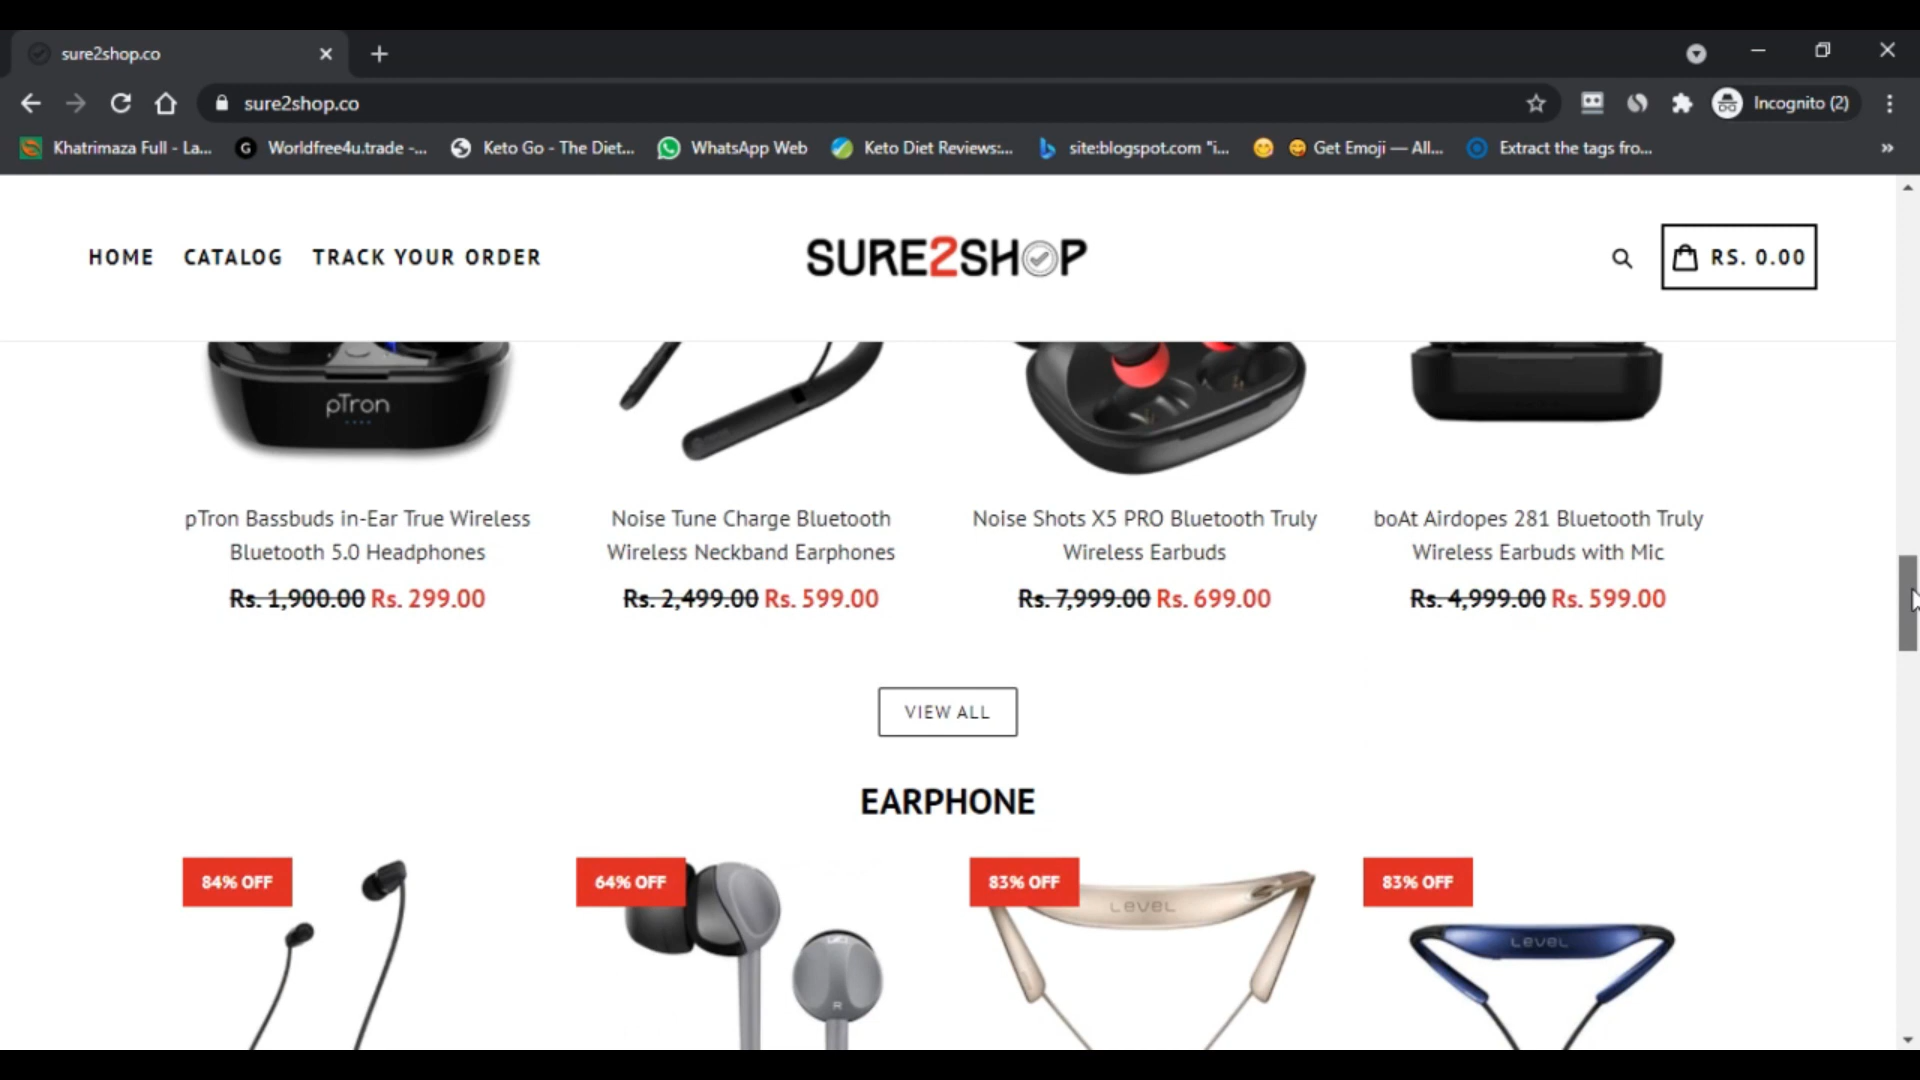 sure2shop.co
sure2shop.co
Incognito (2)
Khatrimaza Full - La...
Worldfree4u.trade -...
Keto Go - The Diet...
WhatsApp Web
Keto Diet Reviews:...
site:blogspot.com "i...
Get Emoji — All...
Extract the tags fro...
»
HOME
CATALOG
TRACK YOUR ORDER
SURE2SHOP
RS. 0.00
pTron
pTron Bassbuds in-Ear True Wireless
Bluetooth 5.0 Headphones
Rs. 1,900.00 Rs. 299.00
Noise Tune Charge Bluetooth
Wireless Neckband Earphones
Rs. 2,499.00 Rs. 599.00
Noise Shots X5 PRO Bluetooth Truly
Wireless Earbuds
Rs. 7,999.00 Rs. 699.00
boAt Airdopes 281 Bluetooth Truly
Wireless Earbuds with Mic
Rs. 4,999.00 Rs. 599.00
VIEW ALL
EARPHONE
84% OFF
64% OFF
R
83% OFF
LEVEL
83% OFF
LEVEL